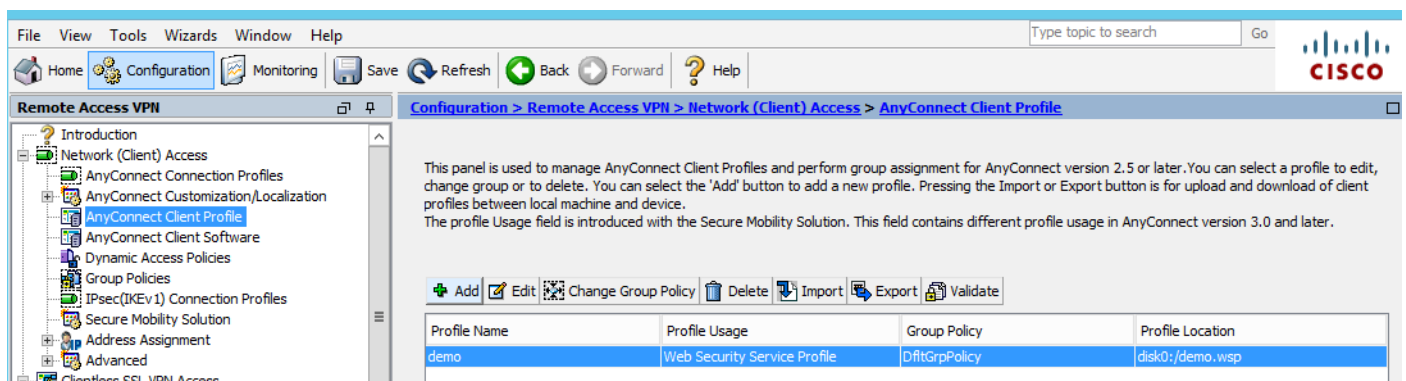 File View Tools Wizards Window Help
Type topic to search Go
Home Configuration Monitoring Save Refresh Back Forward Help
CISCO
Remote Access VPN
Introduction
Network (Client) Access
AnyConnect Connection Profiles
AnyConnect Customization/Localization
AnyConnect Client Profile
AnyConnect Client Software
Dynamic Access Policies
Group Policies
IPsec(IKEv1) Connection Profiles
Secure Mobility Solution
Address Assignment
Advanced
Clientless SSL VPN Access
Configuration > Remote Access VPN > Network (Client) Access > AnyConnect Client Profile
This panel is used to manage AnyConnect Client Profiles and perform group assignment for AnyConnect version 2.5 or later.You can select a profile to edit,
change group or to delete. You can select the 'Add' button to add a new profile. Pressing the Import or Export button is for upload and download of client
profiles between local machine and device.
The profile Usage field is introduced with the Secure Mobility Solution. This field contains different profile usage in AnyConnect version 3.0 and later.
Add Edit Change Group Policy Delete Import Export Validate
Profile Name Profile Usage Group Policy Profile Location
demo Web Security Service Profile DfltGrpPolicy disk0:/demo.wsp